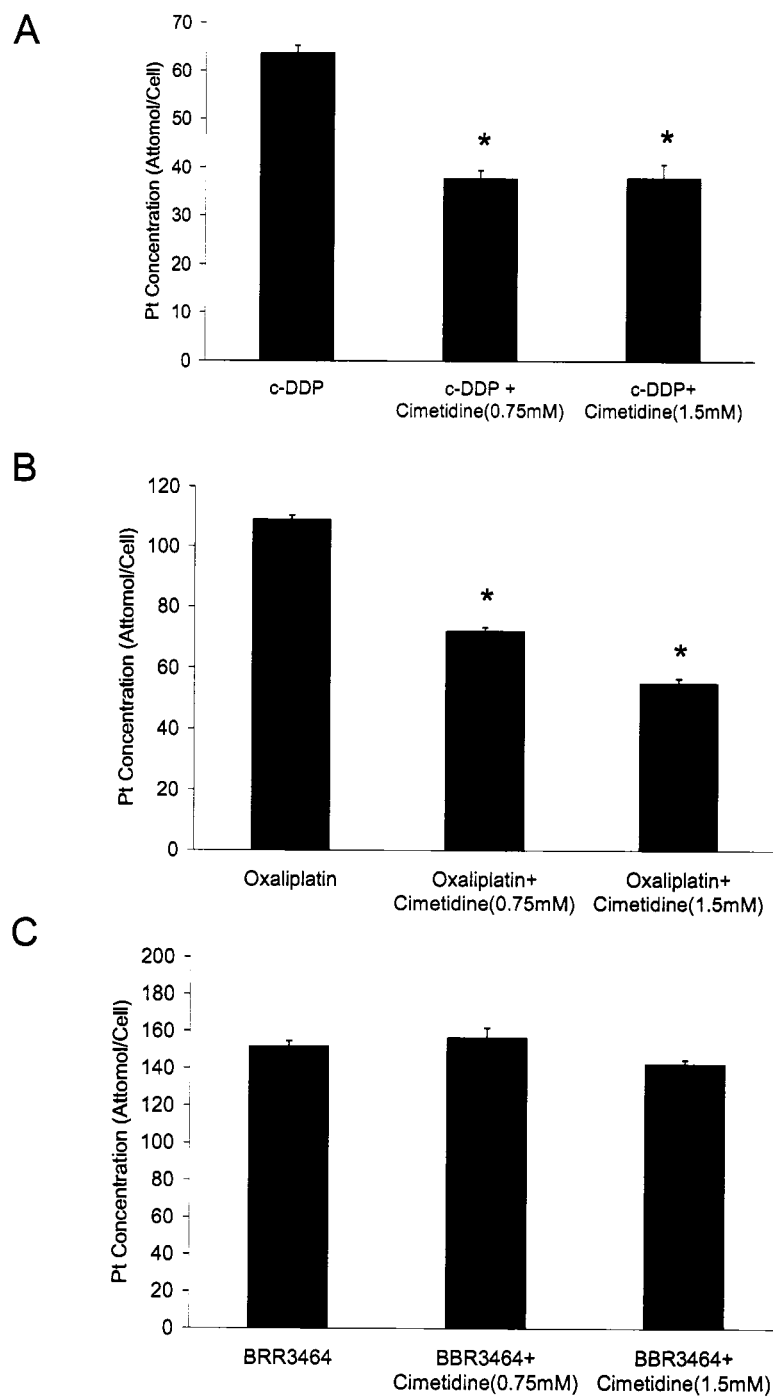 A
Pt Concentration (Attomol/Cell)
70
60
50
40
30
20
10
0
*
*
c-DDP
c-DDP +
Cimetidine(0.75mM)
c-DDP+
Cimetidine(1.5mM)
B
Pt Concentration (Attomol/Cell)
120
100
80
60
40
20
0
*
*
Oxaliplatin
Oxaliplatin+
Cimetidine(0.75mM)
Oxaliplatin+
Cimetidine(1.5mM)
C
Pt Concentration (Attomol/Cell)
200
180
160
140
120
100
80
60
40
20
0
BRR3464
BBR3464+
Cimetidine(0.75mM)
BBR3464+
Cimetidine(1.5mM)